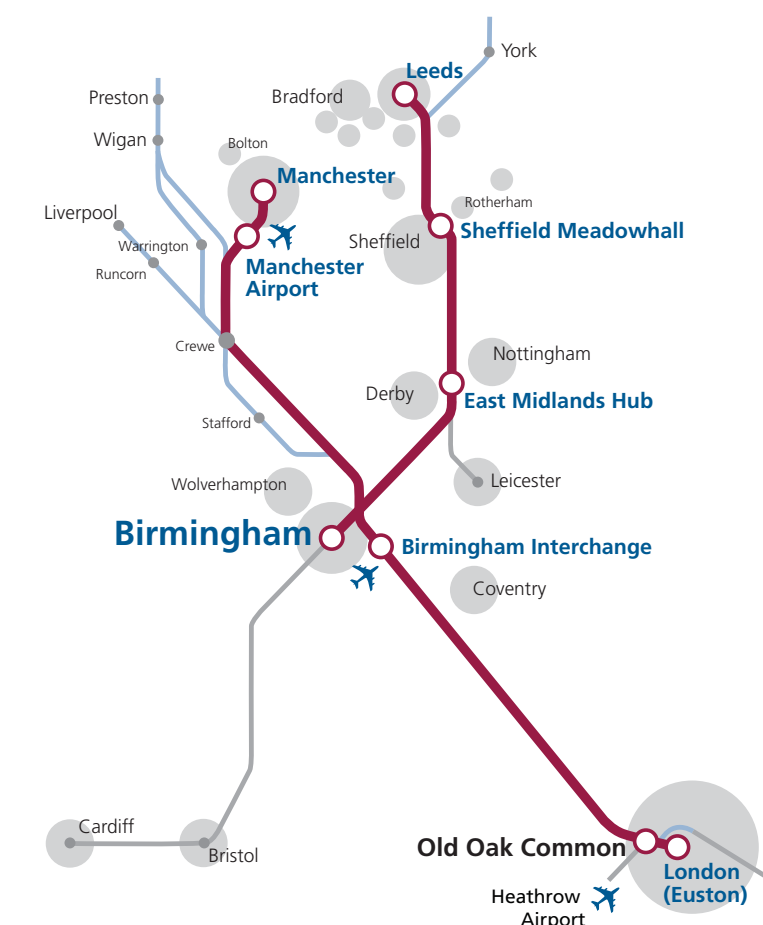 York
Leeds
Preston
Bradford
Wigan
Bolton
Manchester
Rotherham
Liverpool
Sheffield Meadowhall
Warrington
Sheffield
Runcorn
Manchester
Airport
Crewe
Nottingham
Derby
East Midlands Hub
Stafford
Wolverhampton
Leicester
Birmingham
Birmingham Interchange
Coventry
Cardiff
Bristol
Old Oak Common
London
(Euston)
Heathrow
Airport